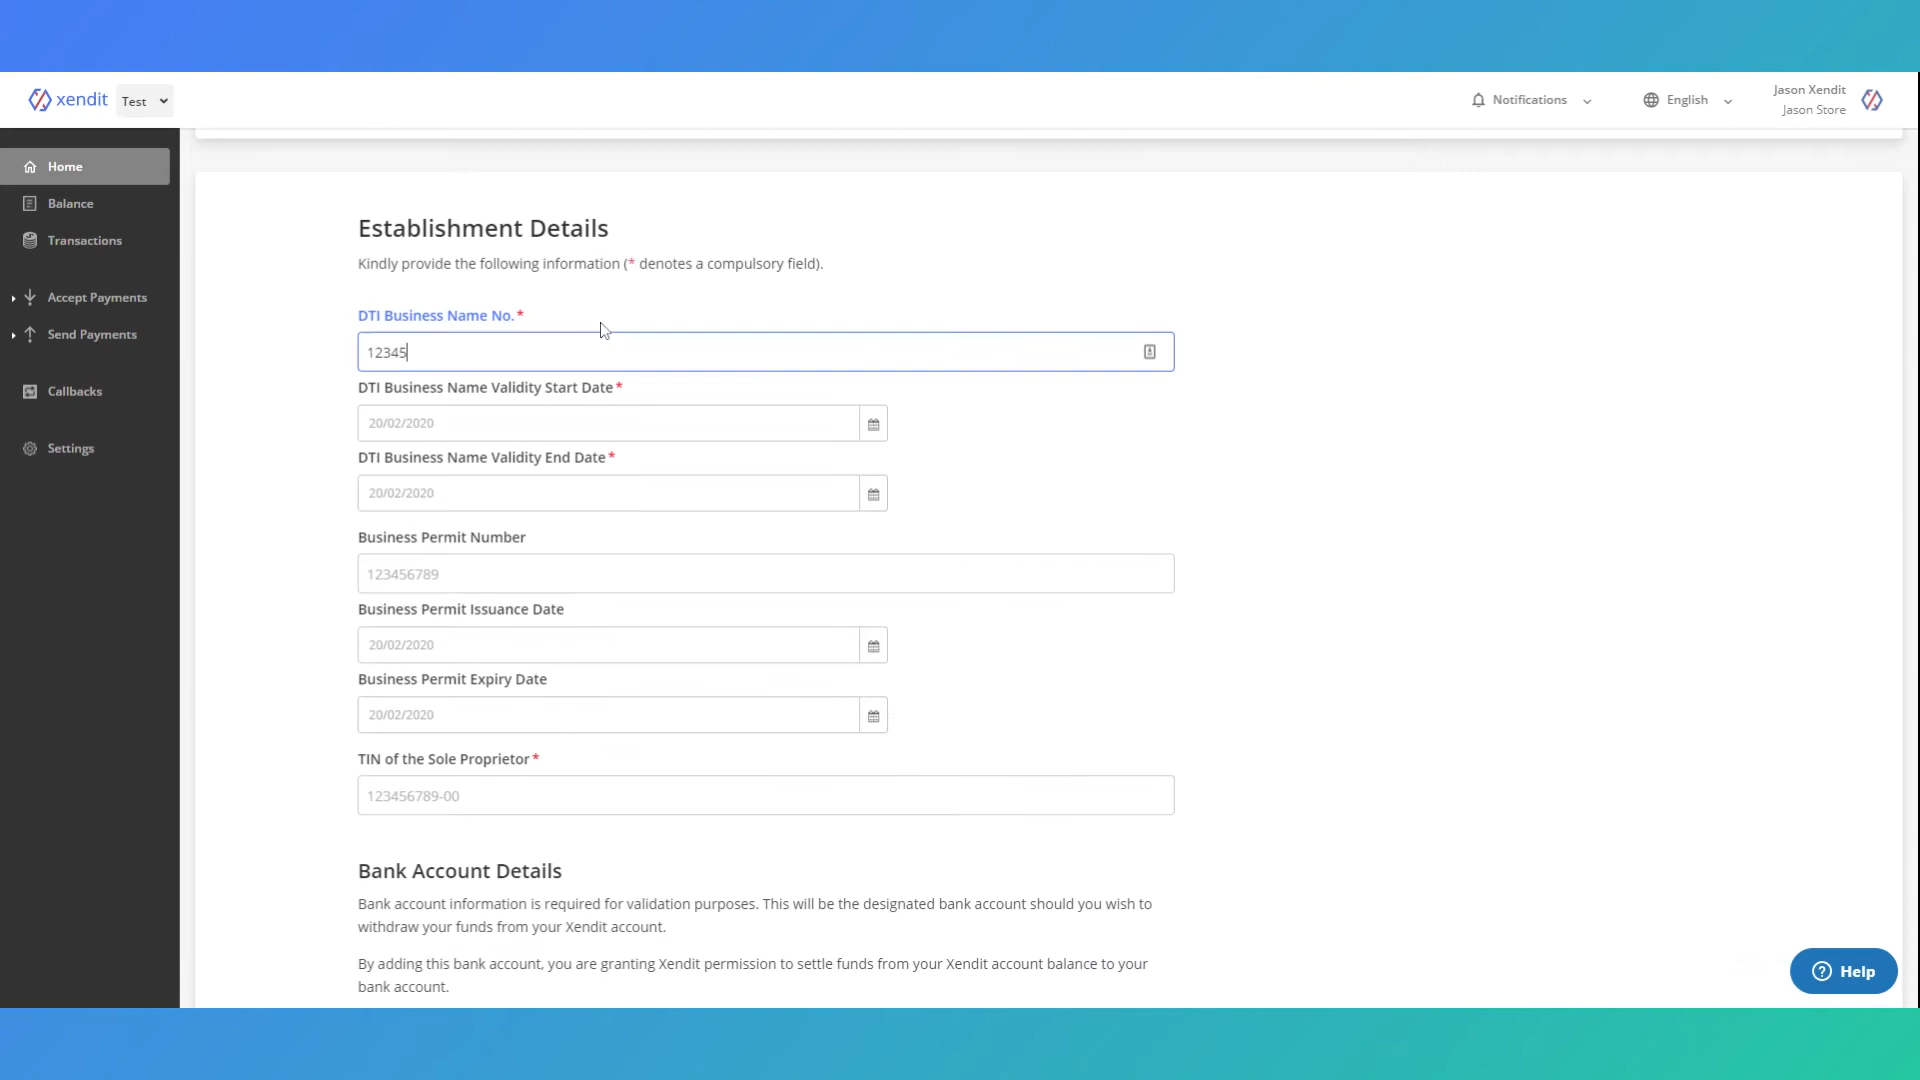 xendit
Test
Notifications
English
Jason Xendit
Jason Store
Home
Balance
Transactions
Accept Payments
Send Payments
Callbacks
Settings
Establishment Details
Kindly provide the following information (* denotes a compulsory field).
DTI Business Name No.*
12345
DTI Business Name Validity Start Date*
20/02/2020
DTI Business Name Validity End Date*
20/02/2020
Business Permit Number
123456789
Business Permit Issuance Date
20/02/2020
Business Permit Expiry Date
20/02/2020
TIN of the Sole Proprietor*
123456789-00
Bank Account Details
Bank account information is required for validation purposes. This will be the designated bank account should you wish to
withdraw your funds from your Xendit account.
By adding this bank account, you are granting Xendit permission to settle funds from your Xendit account balance to your
bank account.
Help